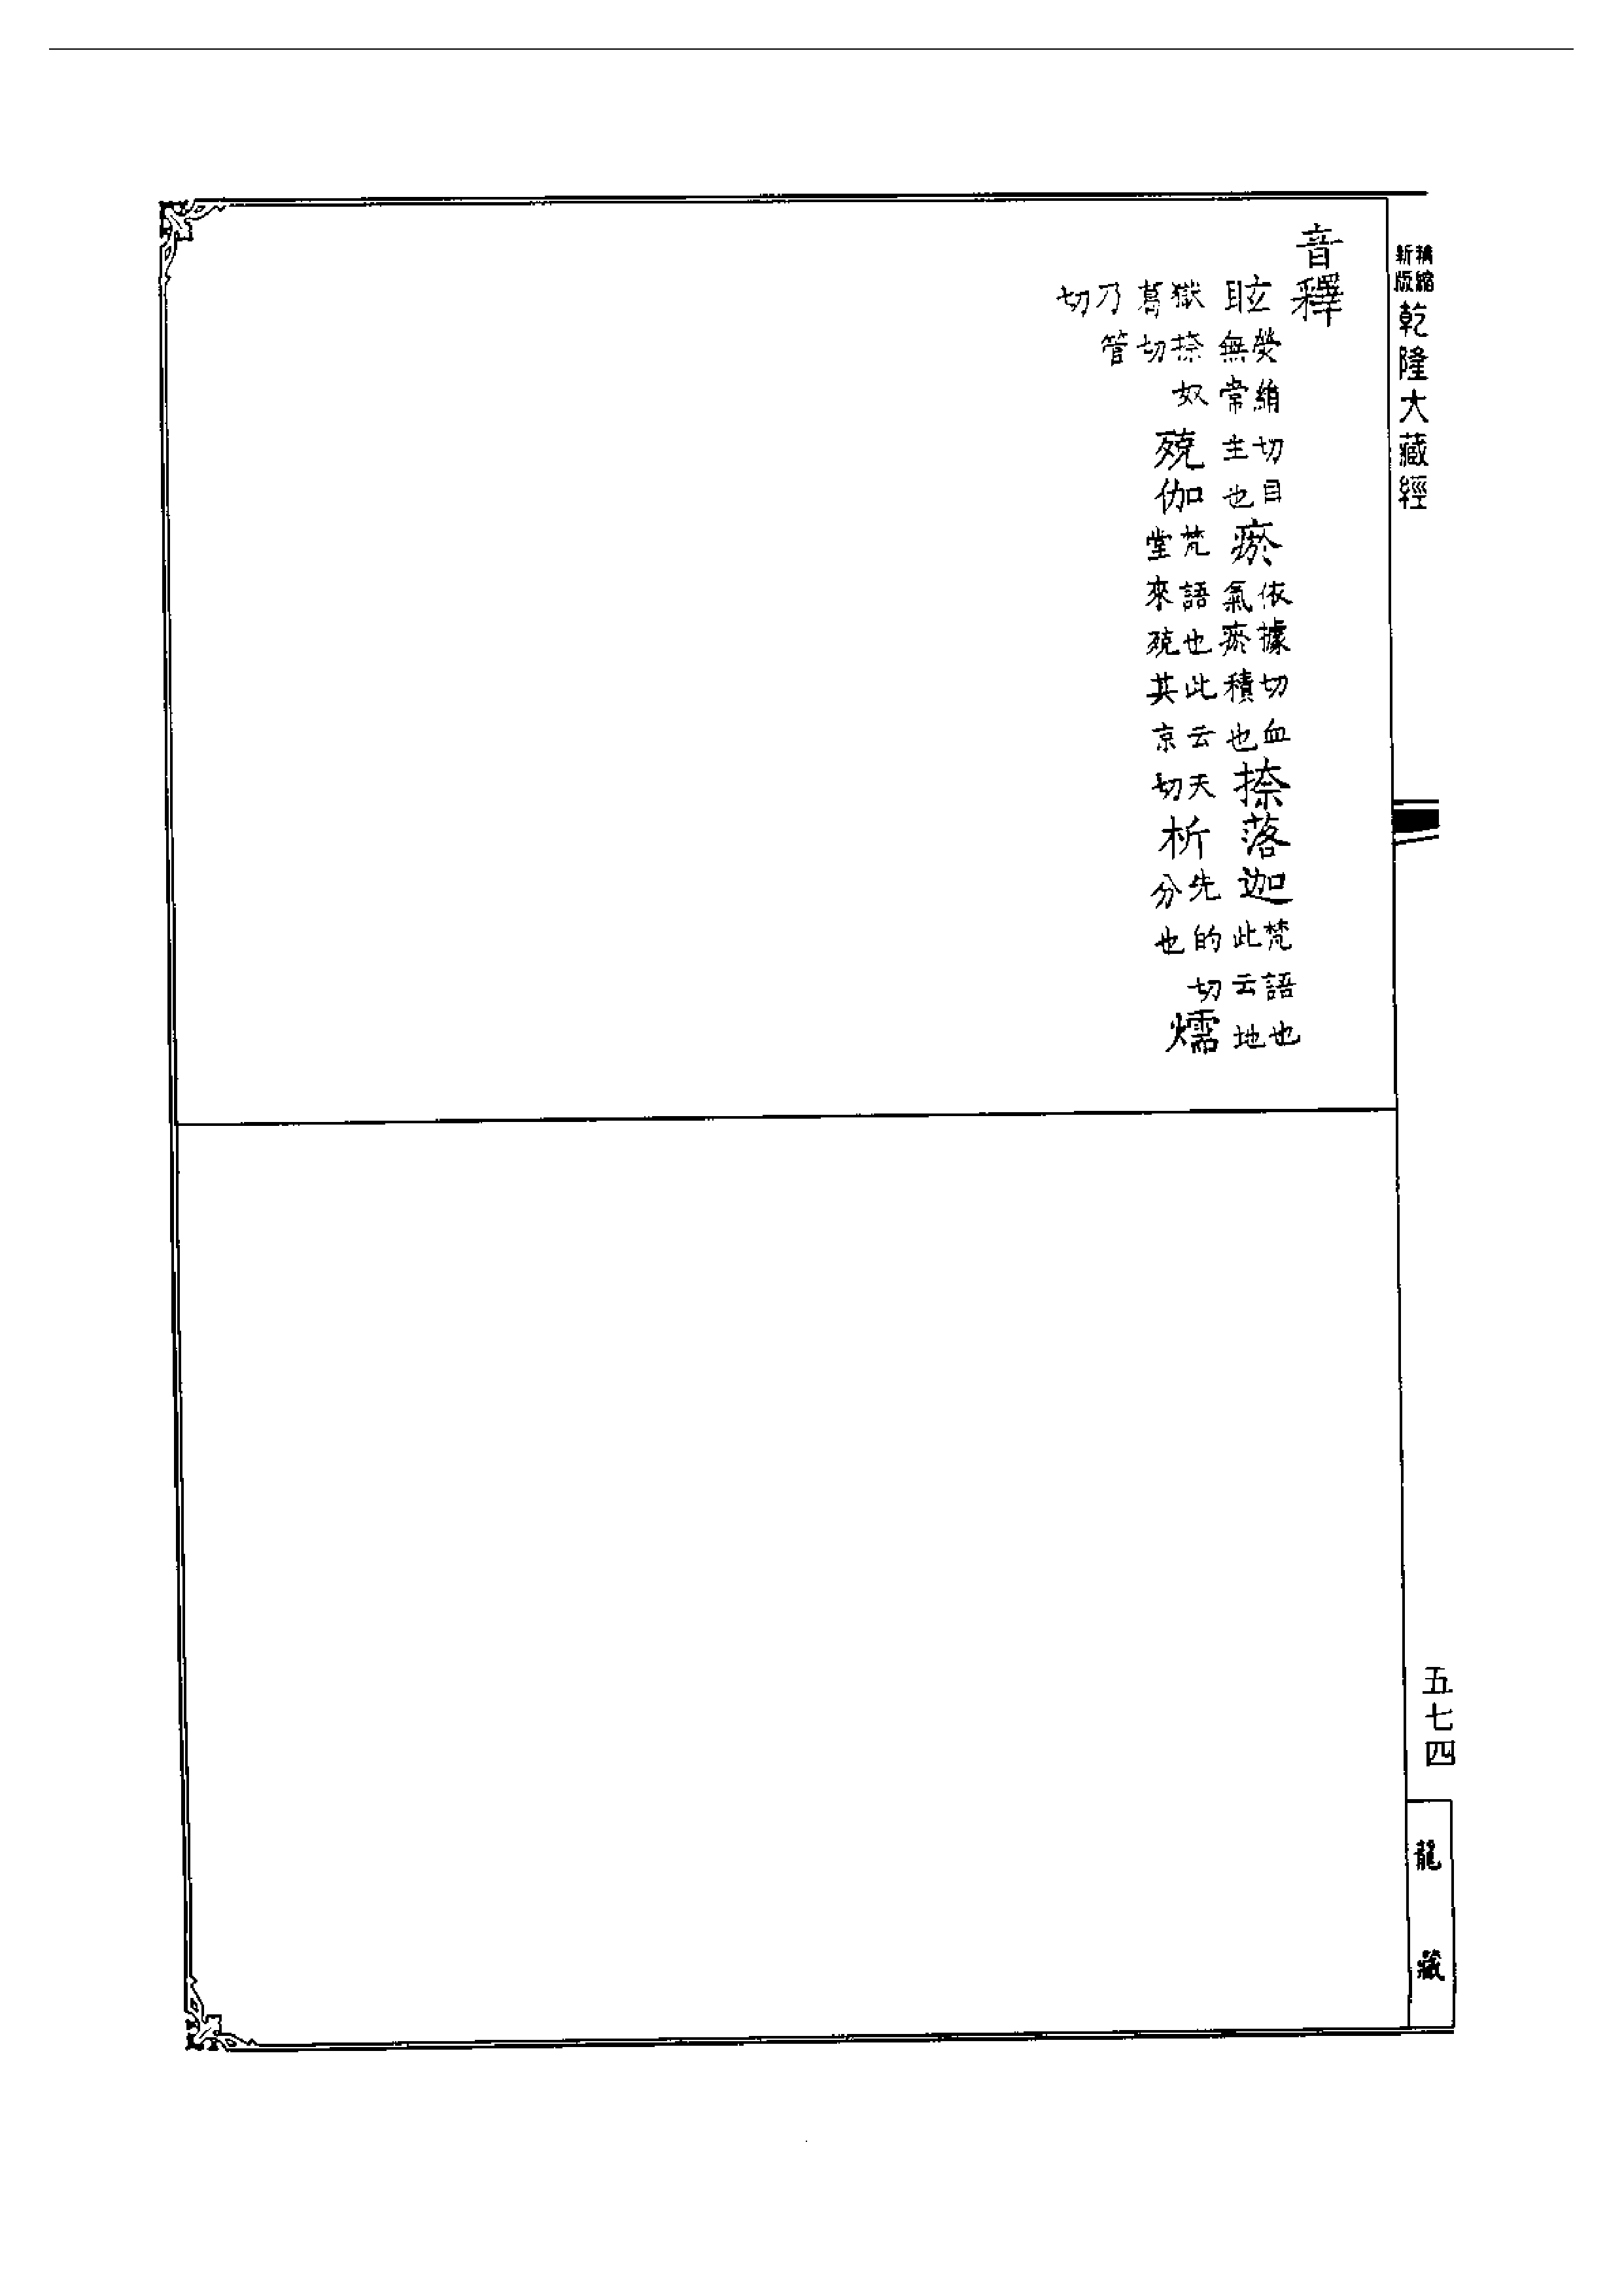 精縮新版 乾隆大藏經
音釋
眩熒絹切目無常主也瘀依據切血氣瘀積也捺落迦梵語也此云地
獄捺奴葛切殑伽梵語也此云天堂來殑其京切析先的切分也燸
乃管切
五七四
龍藏